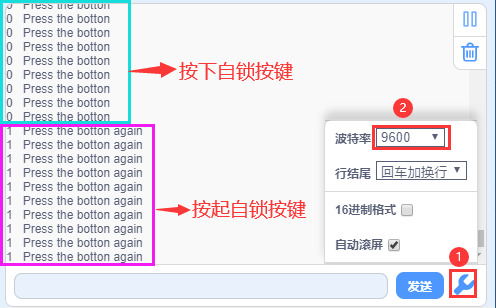 0 Press the botton
0 Press the botton
0 Press the botton
0 Press the botton
0 Press the botton
0 Press the botton
0 Press the botton
0 Press the botton
0 Press the botton
按下自锁按键
1 Press the botton again
1 Press the botton again
1 Press the botton again
1 Press the botton again
1 Press the botton again
1 Press the botton again
1 Press the botton again
1 Press the botton again
1 Press the botton again
1 Press the botton again
按起自锁按键
2
波特率 9600
行结尾 回车加换行
16进制格式
自动滚屏
1
发送